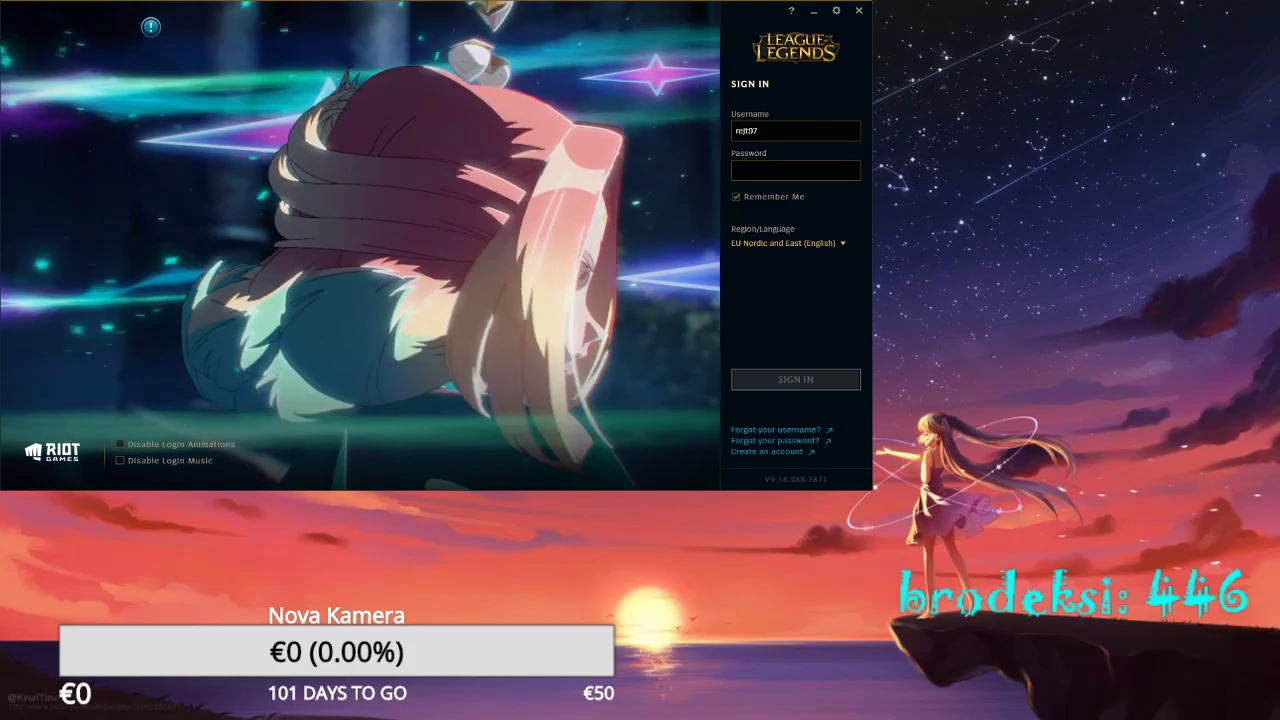 LEAGUE OF LEGENDS
SIGN IN
Username
rejt97
Password
Remember Me
Region/Language
EU Nordic and East (English)
SIGN IN
Forgot your username?
Forgot your password?
Create an account
RIOT GAMES
Disable Login Animations
Disable Login Music
brodeksi: 446
Nova Kamera
€0 (0.00%)
€0
101 DAYS TO GO
€50
@KyuriTizu